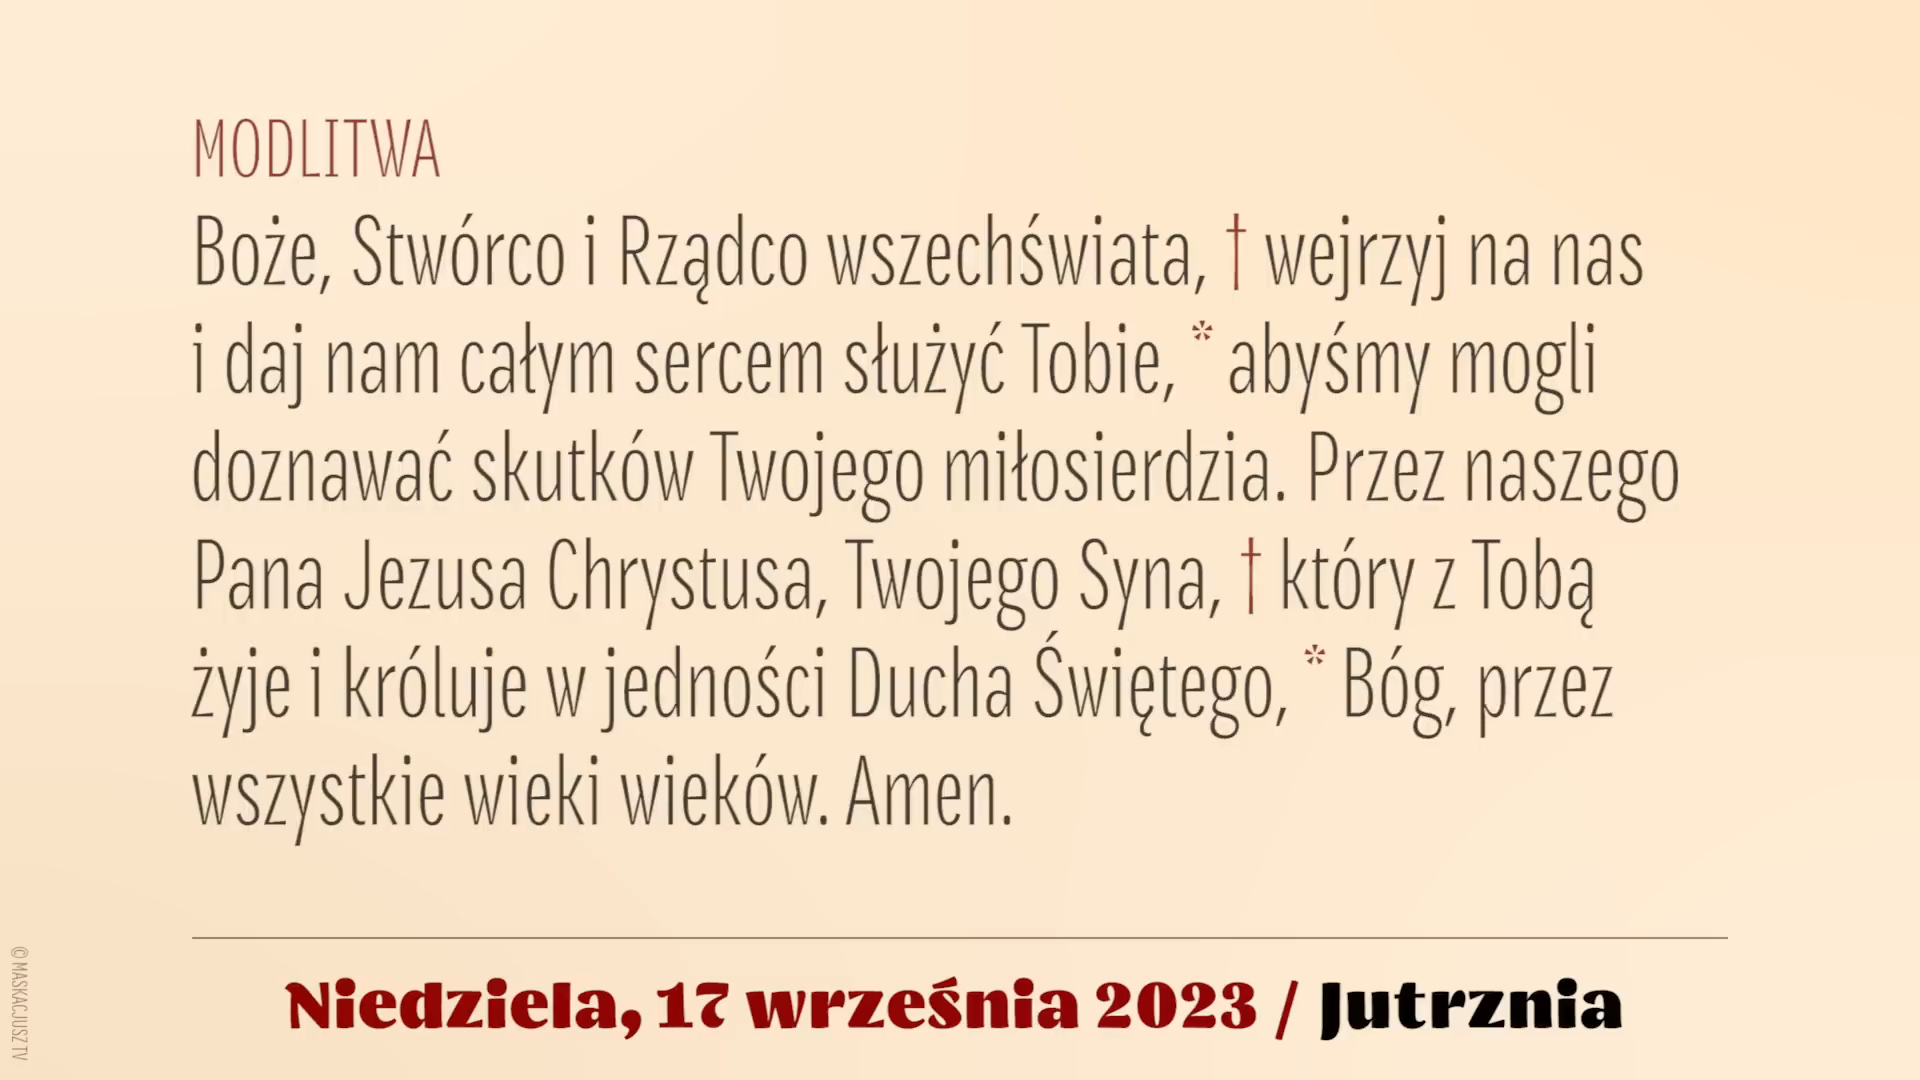 MODLITWA
Boże, Stwórco i Rządco wszechświata, † wejrzyj na nas
i daj nam całym sercem służyć Tobie, * abyśmy mogli
doznawać skutków Twojego miłosierdzia. Przez naszego
Pana Jezusa Chrystusa, Twojego Syna, † który z Tobą
żyje i króluje w jedności Ducha Świętego, * Bóg, przez
wszystkie wieki wieków. Amen.
© MASKACJUSZ TV
Niedziela, 17 września 2023 / Jutrznia